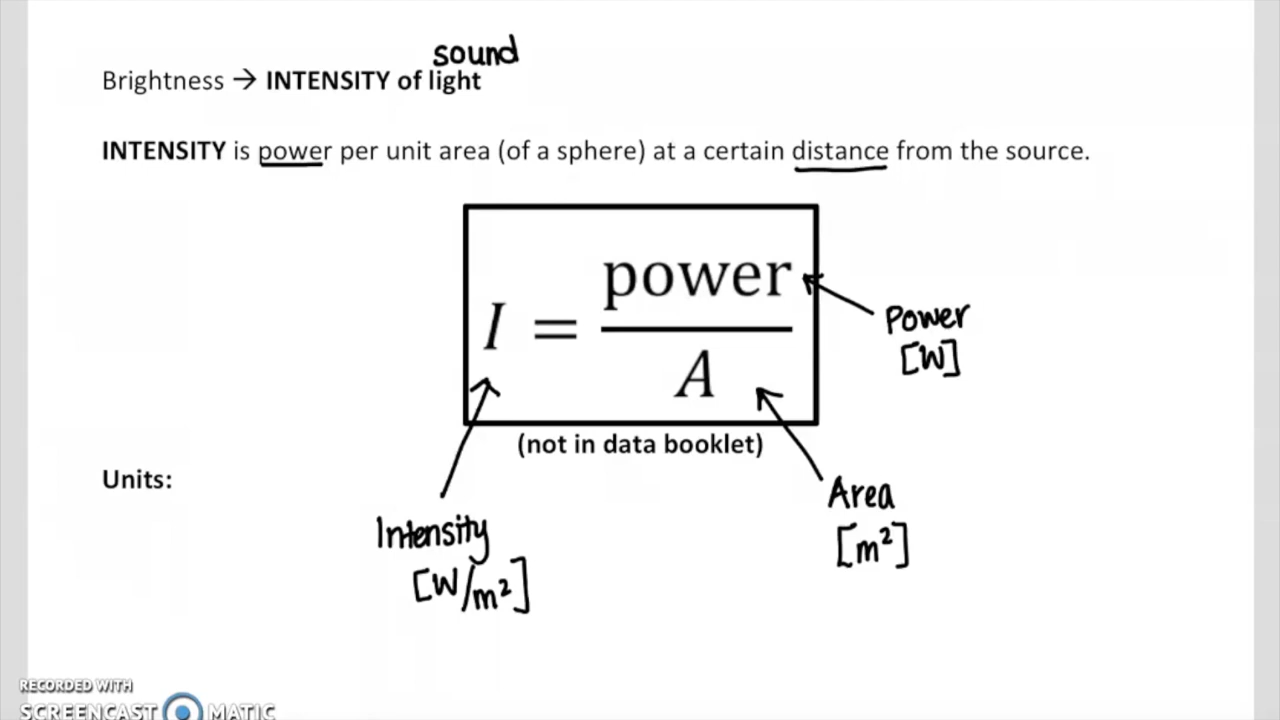 sound
Brightness → INTENSITY of light
INTENSITY is power per unit area (of a sphere) at a certain distance from the source.
I = power / A
Power
[W]
(not in data booklet)
Units:
Area
[m²]
Intensity
[W/m²]
RECORDED WITH
SCREENCAST MATIC